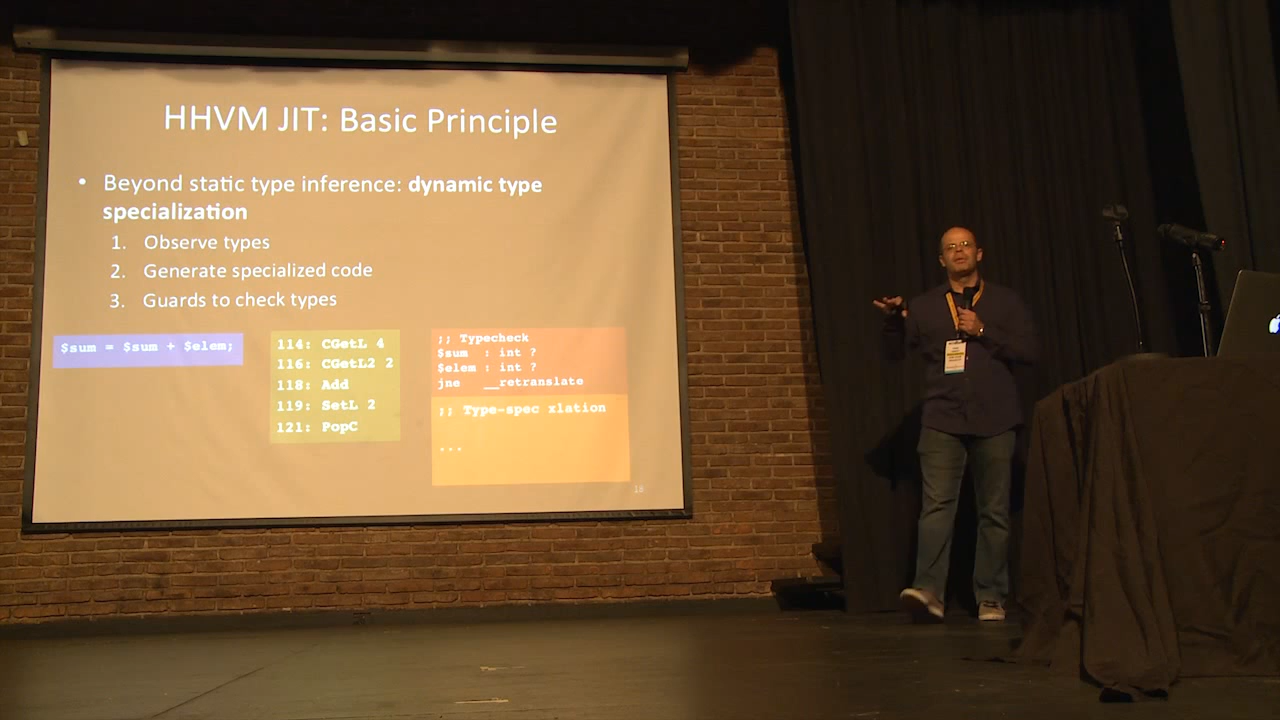 HHVM JIT: Basic Principle
• Beyond static type inference: dynamic type
specialization
1. Observe types
2. Generate specialized code
3. Guards to check types
$sum = $sum + $elem;
114: CGetL 4
116: CGetL2 2
118: Add
119: SetL 2
121: PopC
;; Typecheck
$sum : int ?
$elem : int ?
jne __retranslate
;; Type-spec xlation
...
18